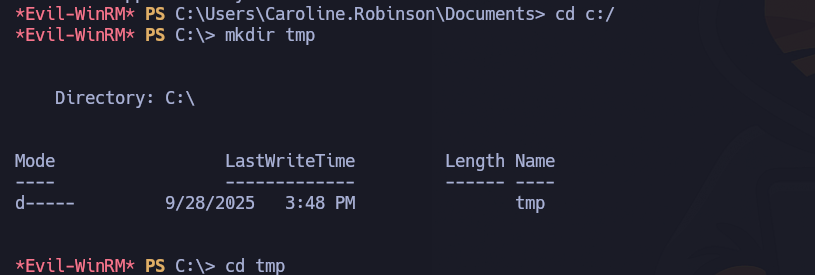 *Evil-WinRM* PS C:\Users\Caroline.Robinson\Documents> cd c:/
*Evil-WinRM* PS C:\> mkdir tmp
Directory: C:\
Mode LastWriteTime Length Name
---- ------------- ------ ----
d----- 9/28/2025 3:48 PM tmp
*Evil-WinRM* PS C:\> cd tmp